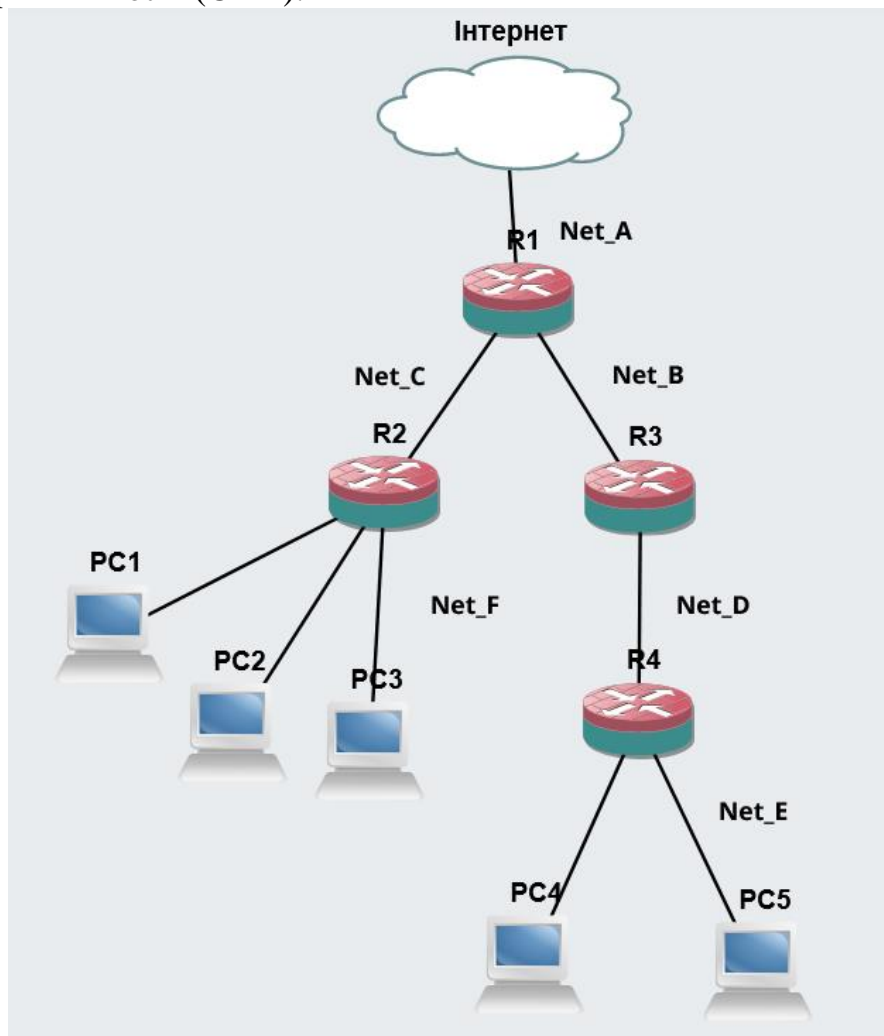 Інтернет
R1
Net_A
Net_C
Net_B
R2
R3
PC1
Net_F
Net_D
PC2
PC3
R4
Net_E
PC4
PC5